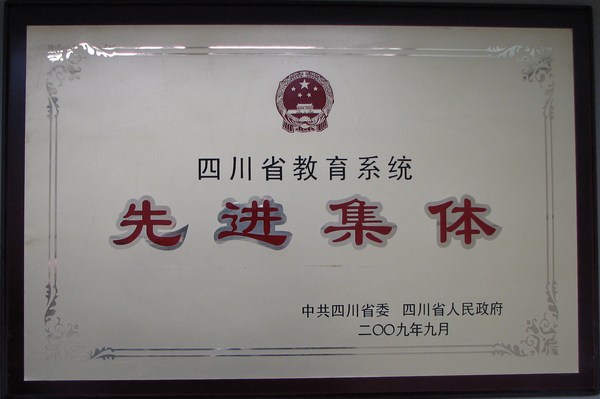 四川省教育系统
先进集体
中共四川省委 四川省人民政府
二〇〇九年九月